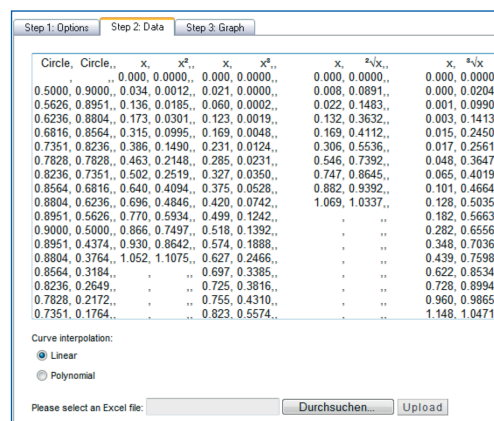 Step 1: Options Step 2: Data Step 3: Graph
Circle, Circle,, x, x²,, x, x³,, x, ²√x,, x, ³√x
, ,, 0.000, 0.0000,, 0.000, 0.0000,, 0.000, 0.0000,, 0.000, 0.0000
0.5000, 0.9000,, 0.034, 0.0012,, 0.021, 0.0000,, 0.008, 0.0891,, 0.000, 0.0204
0.5626, 0.8951,, 0.136, 0.0185,, 0.060, 0.0002,, 0.022, 0.1483,, 0.001, 0.0990
0.6236, 0.8804,, 0.173, 0.0301,, 0.123, 0.0019,, 0.132, 0.3632,, 0.003, 0.1413
0.6816, 0.8564,, 0.315, 0.0995,, 0.169, 0.0048,, 0.169, 0.4112,, 0.015, 0.2450
0.7351, 0.8236,, 0.386, 0.1490,, 0.231, 0.0124,, 0.306, 0.5536,, 0.017, 0.2561
0.7828, 0.7828,, 0.463, 0.2148,, 0.285, 0.0231,, 0.546, 0.7392,, 0.048, 0.3647
0.8236, 0.7351,, 0.502, 0.2519,, 0.327, 0.0350,, 0.747, 0.8645,, 0.065, 0.4019
0.8564, 0.6816,, 0.640, 0.4094,, 0.375, 0.0528,, 0.882, 0.9392,, 0.101, 0.4664
0.8804, 0.6236,, 0.696, 0.4846,, 0.420, 0.0742,, 1.069, 1.0337,, 0.128, 0.5035
0.8951, 0.5626,, 0.770, 0.5934,, 0.499, 0.1242,, , ,, 0.182, 0.5663
0.9000, 0.5000,, 0.866, 0.7497,, 0.518, 0.1392,, , ,, 0.282, 0.6556
0.8951, 0.4374,, 0.930, 0.8642,, 0.574, 0.1888,, , ,, 0.348, 0.7036
0.8804, 0.3764,, 1.052, 1.1075,, 0.627, 0.2466,, , ,, 0.439, 0.7598
0.8564, 0.3184,, , ,, 0.697, 0.3385,, , ,, 0.622, 0.8534
0.8236, 0.2649,, , ,, 0.725, 0.3816,, , ,, 0.728, 0.8994
0.7828, 0.2172,, , ,, 0.755, 0.4310,, , ,, 0.960, 0.9865
0.7351, 0.1764,, , ,, 0.823, 0.5574,, , ,, 1.148, 1.0471
Curve interpolation:
Linear
Polynomial
Please select an Excel file: Durchsuchen... Upload